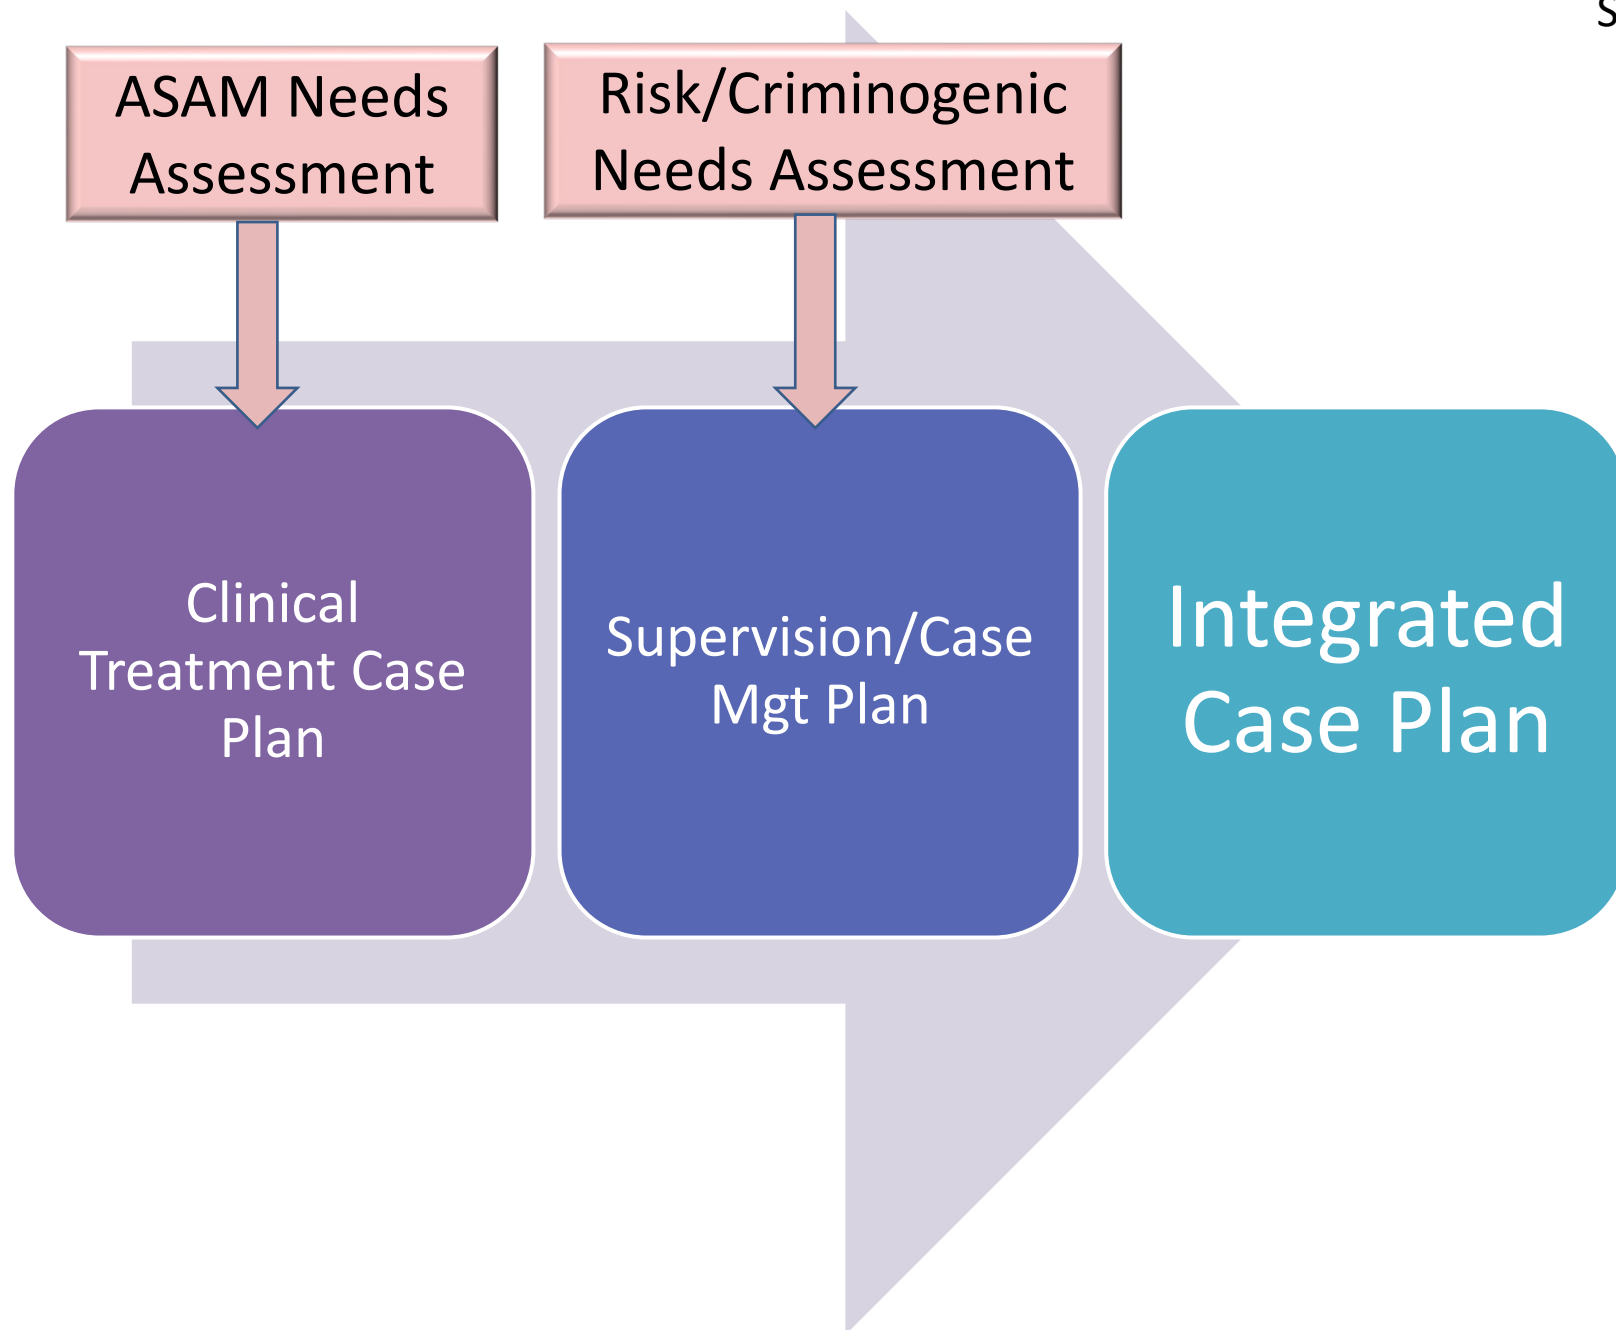 ASAM Needs
Assessment
Risk/Criminogenic
Needs Assessment
Clinical
Treatment Case
Plan
Supervision/Case
Mgt Plan
Integrated
Case Plan